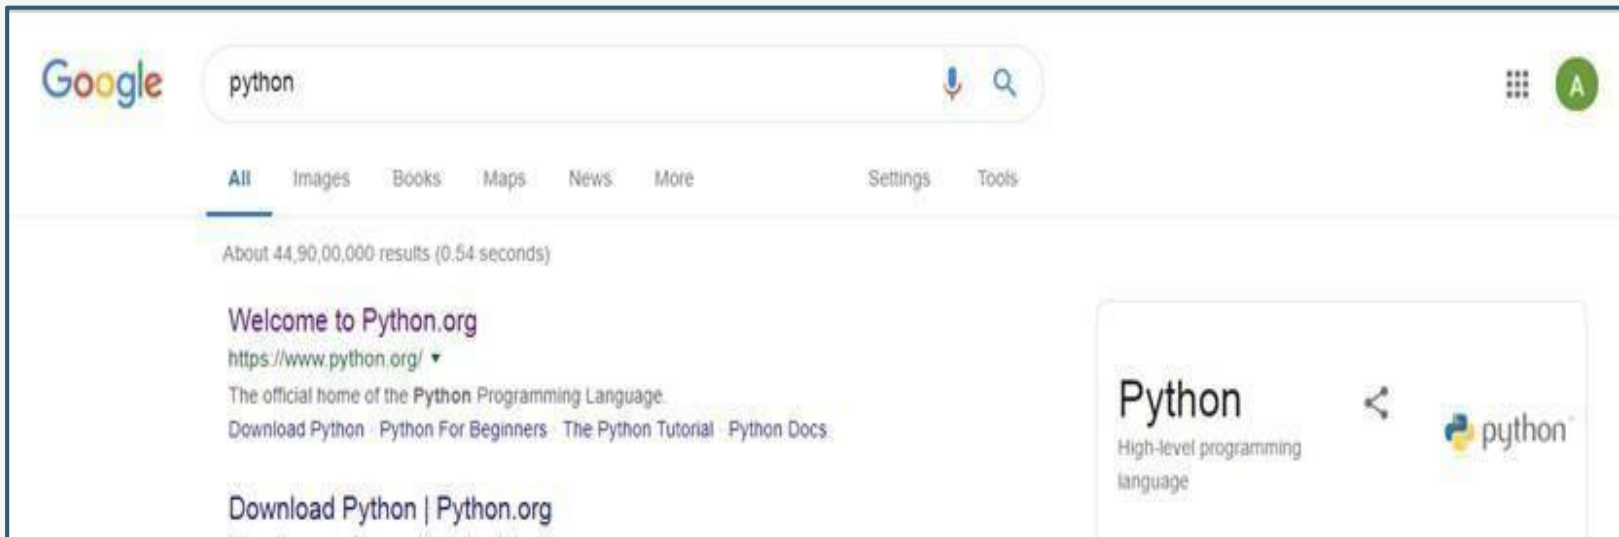 Google
python
A
All Images Books Maps News More Settings Tools
About 44,90,00,000 results (0.54 seconds)
Welcome to Python.org
https://www.python.org/
The official home of the Python Programming Language.
Download Python · Python For Beginners · The Python Tutorial · Python Docs
Download Python | Python.org
Python
High-level programming
language
python